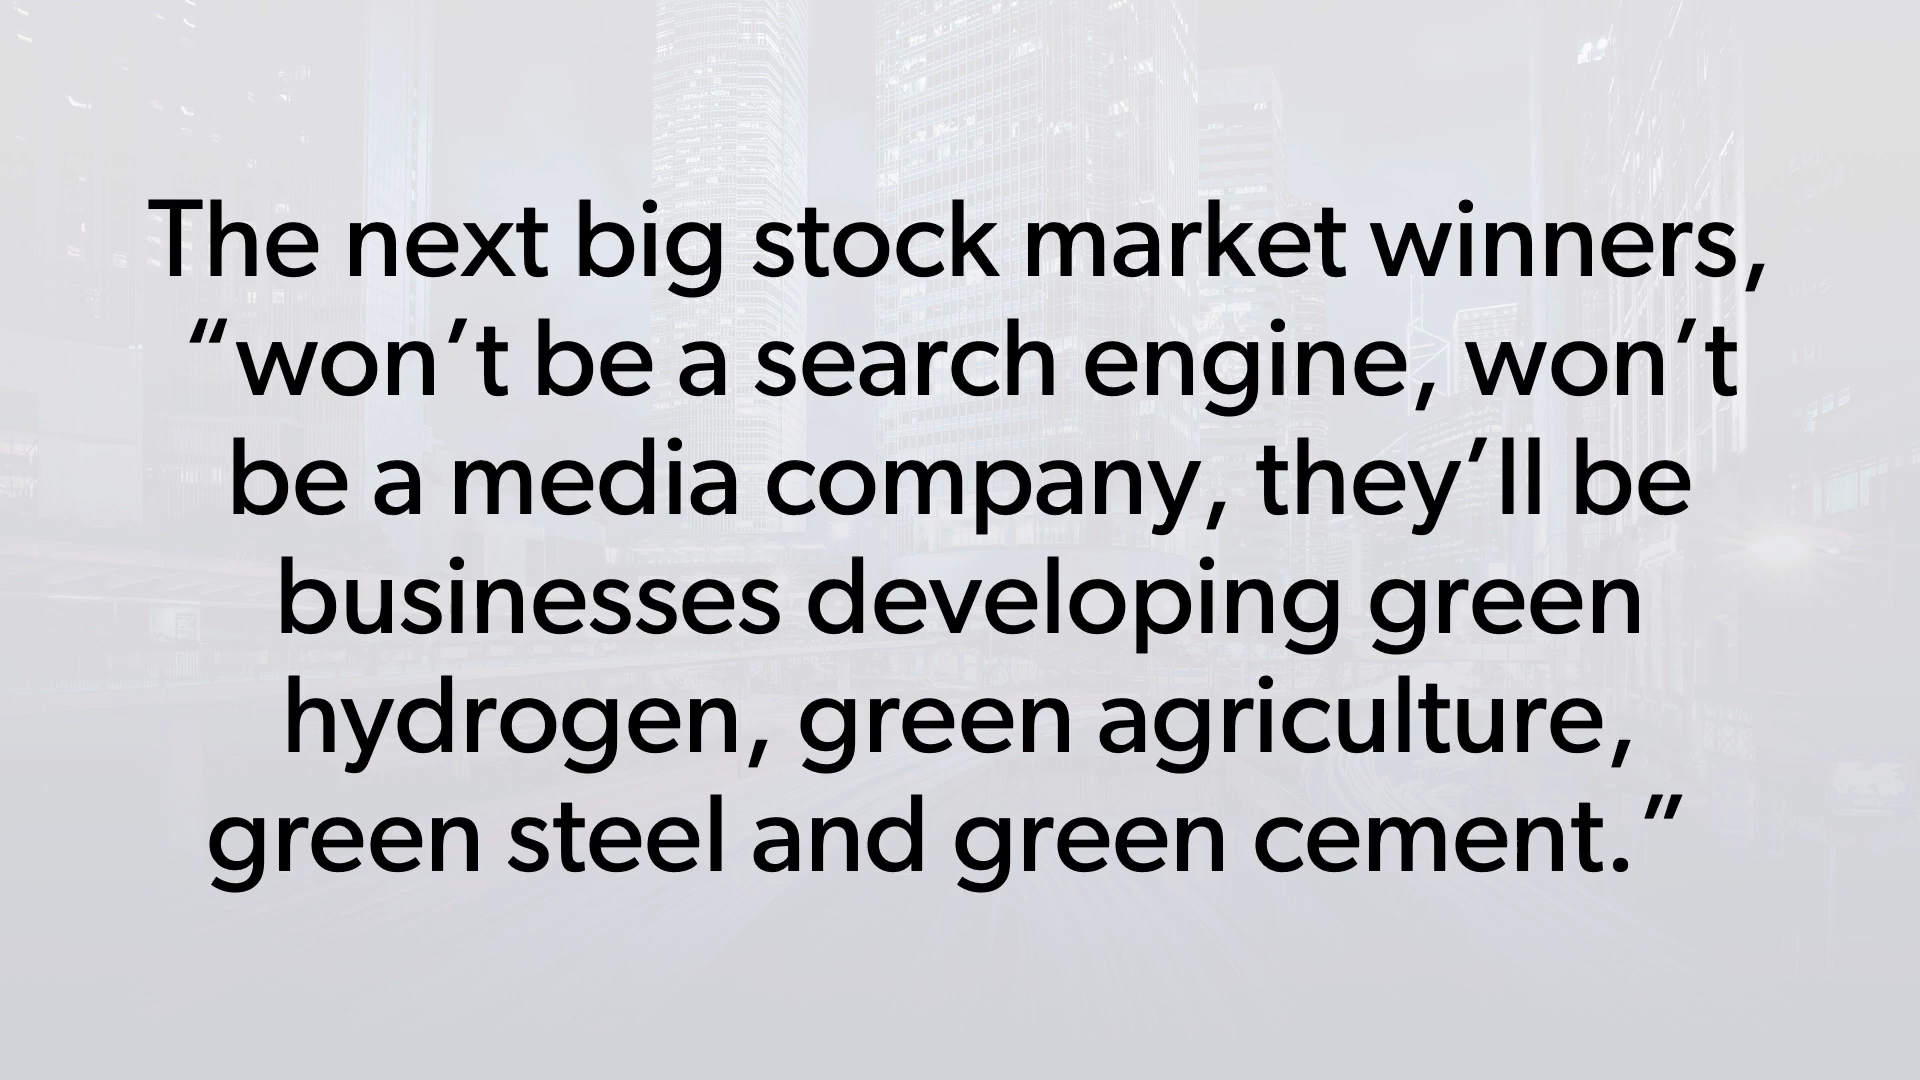 The next big stock market winners,
“won’t be a search engine, won’t
be a media company, they’ll be
businesses developing green
hydrogen, green agriculture,
green steel and green cement.”